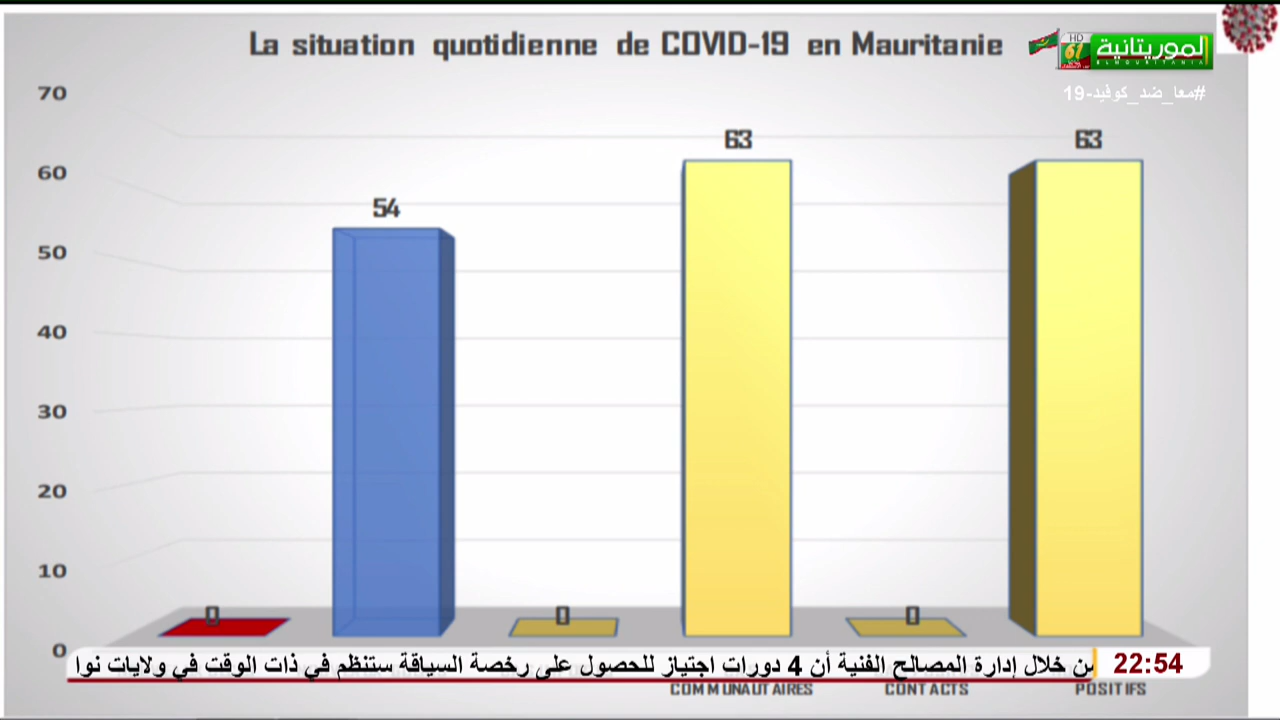 La situation quotidienne de COVID-19 en Mauritanie
HD
الموريتانية
ELMOURITANIA
#معا_ضد_كوفيد-19
70
60
50
40
30
20
10
0
0
54
0
63
0
63
من خلال إدارة المصالح الفنية أن 4 دورات اجتياز للحصول على رخصة السياقة ستنظم في ذات الوقت في ولايات نوا
22:54
COMMUNAUTAIRES
CONTACTS
POSITIFS